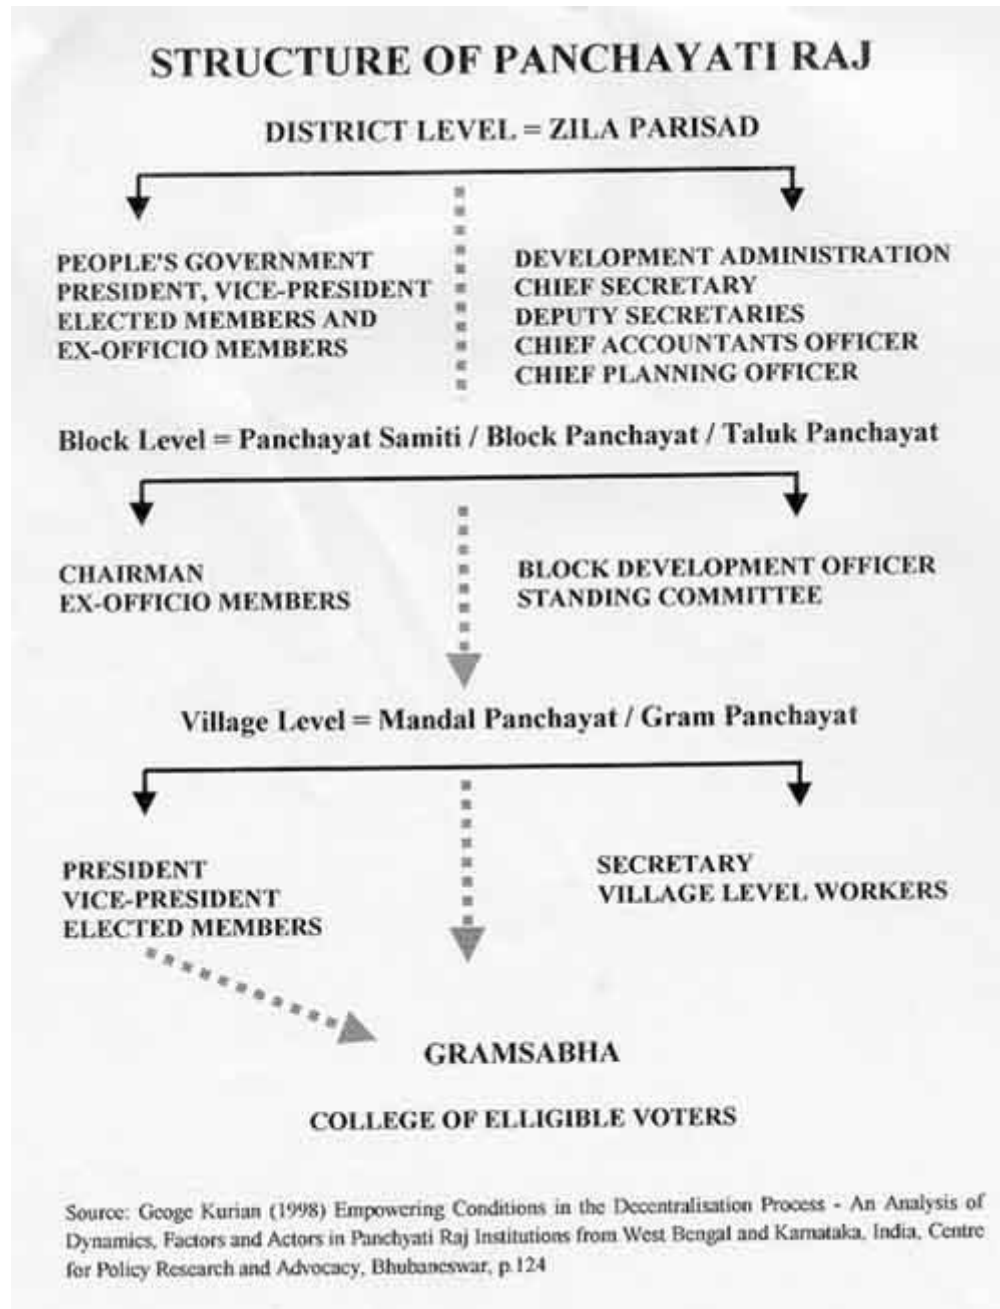 STRUCTURE OF PANCHAYATI RAJ
DISTRICT LEVEL = ZILA PARISAD
PEOPLE'S GOVERNMENT
PRESIDENT, VICE-PRESIDENT
ELECTED MEMBERS AND
EX-OFFICIO MEMBERS
DEVELOPMENT ADMINISTRATION
CHIEF SECRETARY
DEPUTY SECRETARIES
CHIEF ACCOUNTANTS OFFICER
CHIEF PLANNING OFFICER
Block Level = Panchayat Samiti / Block Panchayat / Taluk Panchayat
CHAIRMAN
EX-OFFICIO MEMBERS
BLOCK DEVELOPMENT OFFICER
STANDING COMMITTEE
Village Level = Mandal Panchayat / Gram Panchayat
PRESIDENT
VICE-PRESIDENT
ELECTED MEMBERS
SECRETARY
VILLAGE LEVEL WORKERS
GRAMSABHA
COLLEGE OF ELLIGIBLE VOTERS
Source: Geoge Kurian (1998) Empowering Conditions in the Decentralisation Process - An Analysis of
Dynamics, Factors and Actors in Panchyati Raj Institutions from West Bengal and Karnataka, India, Centre
for Policy Research and Advocacy, Bhubaneswar, p.124